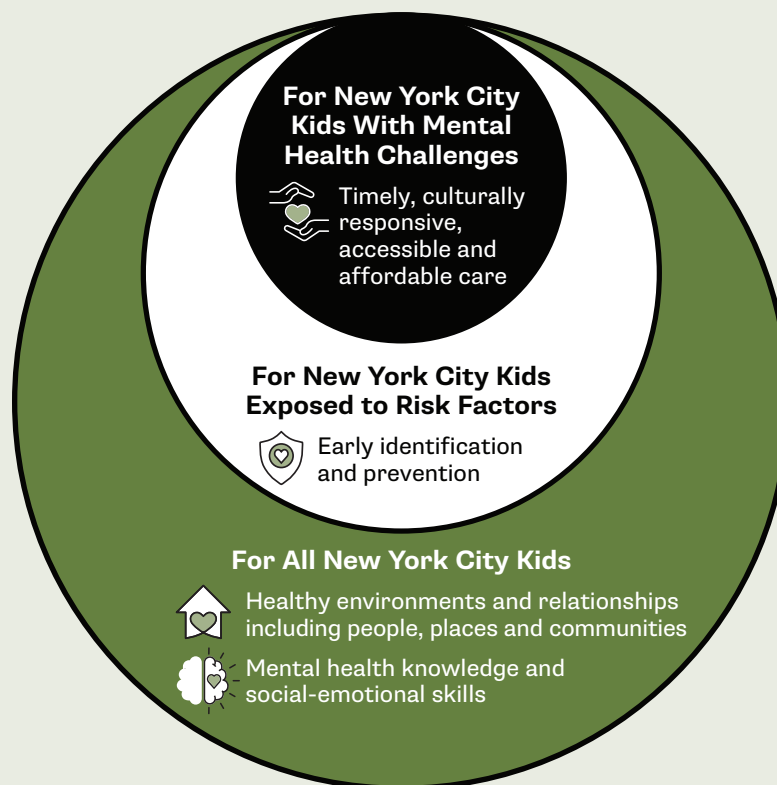 For New York City
Kids With Mental
Health Challenges
Timely, culturally
responsive,
accessible and
affordable care
For New York City Kids
Exposed to Risk Factors
Early identification
and prevention
For All New York City Kids
Healthy environments and relationships
including people, places and communities
Mental health knowledge and
social-emotional skills